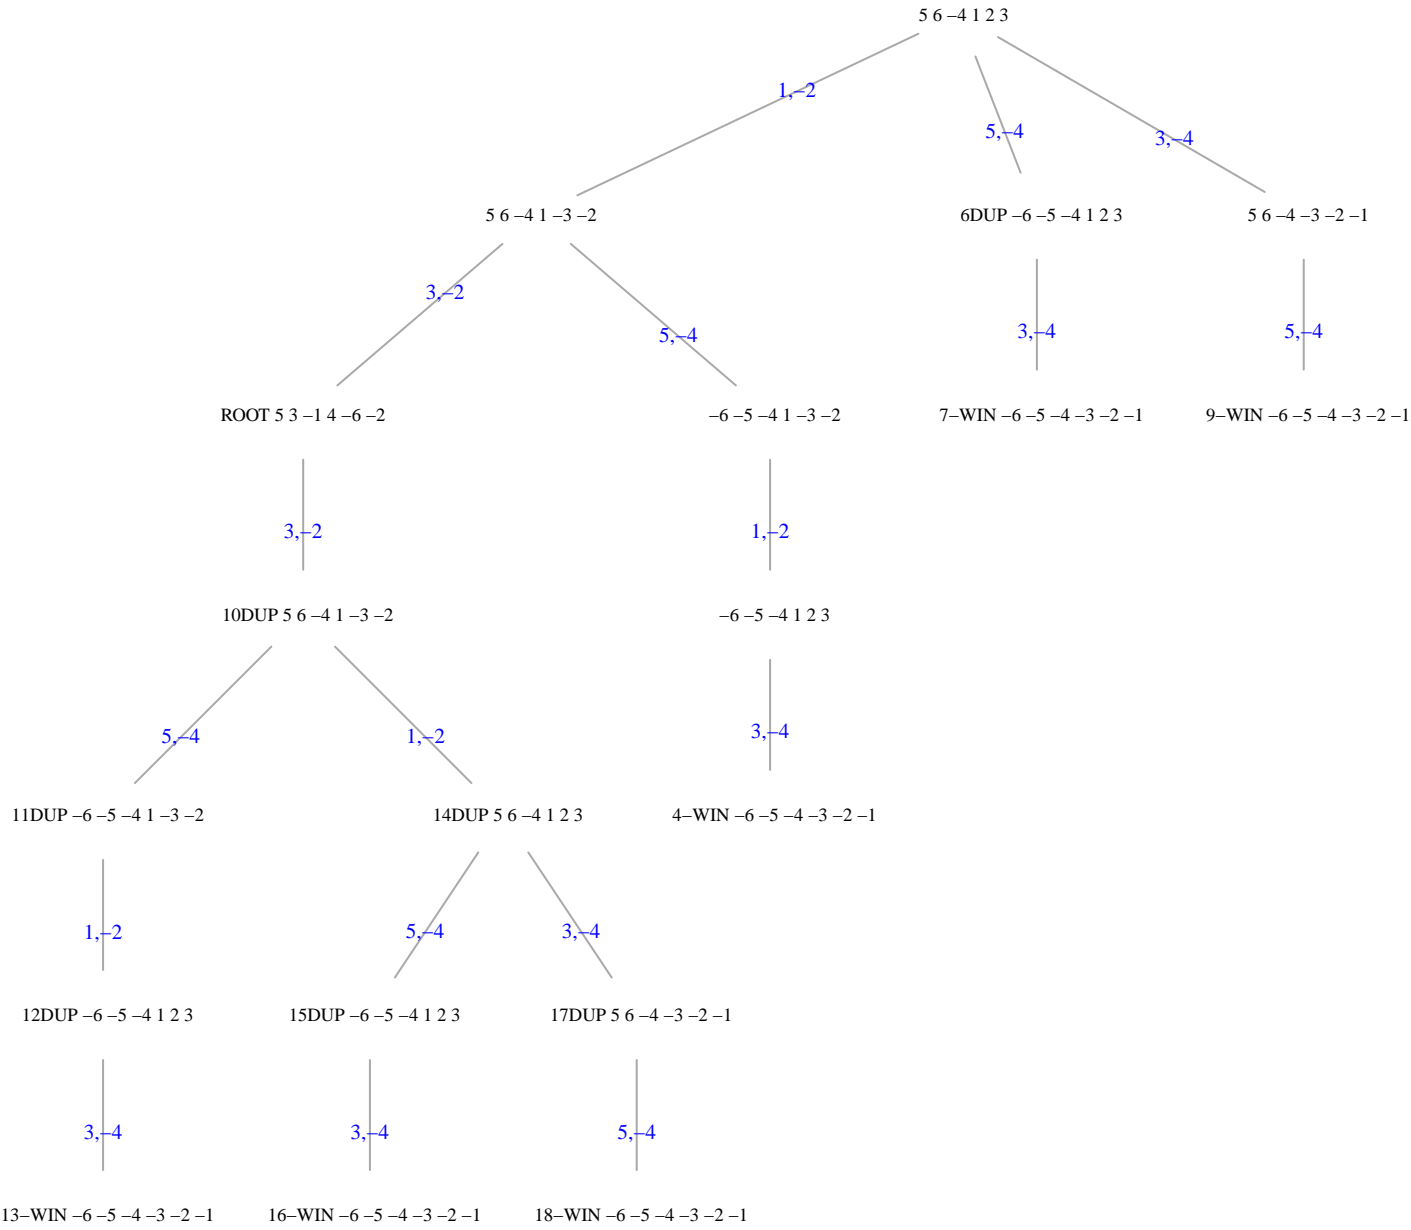 5 6 –4 1 2 3
1,–2
5,–4
3,–4
5 6 –4 1 –3 –2
6DUP –6 –5 –4 1 2 3
5 6 –4 –3 –2 –1
3,–2
5,–4
3,–4
5,–4
ROOT 5 3 –1 4 –6 –2
–6 –5 –4 1 –3 –2
7–WIN –6 –5 –4 –3 –2 –1
9–WIN –6 –5 –4 –3 –2 –1
3,–2
1,–2
10DUP 5 6 –4 1 –3 –2
–6 –5 –4 1 2 3
5,–4
1,–2
3,–4
11DUP –6 –5 –4 1 –3 –2
14DUP 5 6 –4 1 2 3
4–WIN –6 –5 –4 –3 –2 –1
1,–2
5,–4
3,–4
12DUP –6 –5 –4 1 2 3
15DUP –6 –5 –4 1 2 3
17DUP 5 6 –4 –3 –2 –1
3,–4
3,–4
5,–4
13–WIN –6 –5 –4 –3 –2 –1
16–WIN –6 –5 –4 –3 –2 –1
18–WIN –6 –5 –4 –3 –2 –1